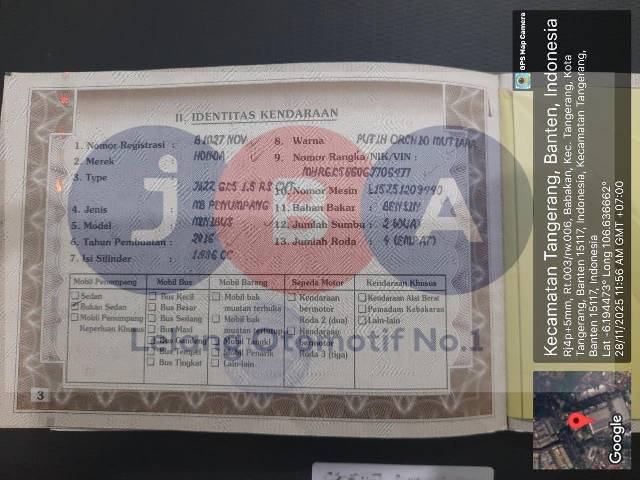 II. IDENTITAS KENDARAAN
1. Nomor Registrasi : B 1027 NOV
2. Merek : HONDA
3. Type : JAZZ GK5 1.5 RS CVT
4. Jenis : MB PENUMPANG
5. Model : MINIBUS
6. Tahun Pembuatan : 2016
7. Isi Silinder :
8. Warna : PUTIH ORCHID MUTIARA
9. Nomor Rangka/NIK/VIN :
10. Nomor Mesin
11. Bahan Bakar : BENSIN
12. Jumlah Sumbu : 2 (DUA)
13. Jumlah Roda : 4 (EMPAT)
Mobil Penumpang
Sedan
Bukan Sedan
Mobil Penumpang
Keperluan Khusus
Mobil Bus
Bus Kecil
Bus Besar
Bus Sedang
Bus Maxi
Bus Gandeng
Bus Tempel
Bus Tingkat
Mobil Barang
Mobil bak
muatan terbuka
Mobil bak
muatan tertutup
Mobil Tangki
Mobil Penarik
Lain-lain
Sepeda Motor
Kendaraan
bermotor
Roda 2 (dua)
Kendaraan
bermotor
Roda 3 (tiga)
Kendaraan Khusus
Kendaraan Alat Berat
Pemadam Kebakaran
Lain-lain
3
JBA
Lelang Otomotif No.1
GPS Map Camera
Kecamatan Tangerang, Banten, Indonesia
Rj4p+5mm, Rt.003/rw.006, Babakan, Kec. Tangerang, Kota
Tangerang, Banten 15117, Indonesia, Kecamatan Tangerang,
Banten 15117, Indonesia
Lat -6.194473° Long 106.636662°
28/11/2025 11:56 AM GMT +07:00
Google